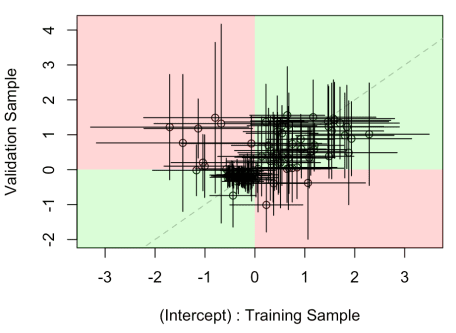 Validation Sample
4
3
2
1
0
-1
-2
-3 -2 -1 0 1 2 3
(Intercept) : Training Sample